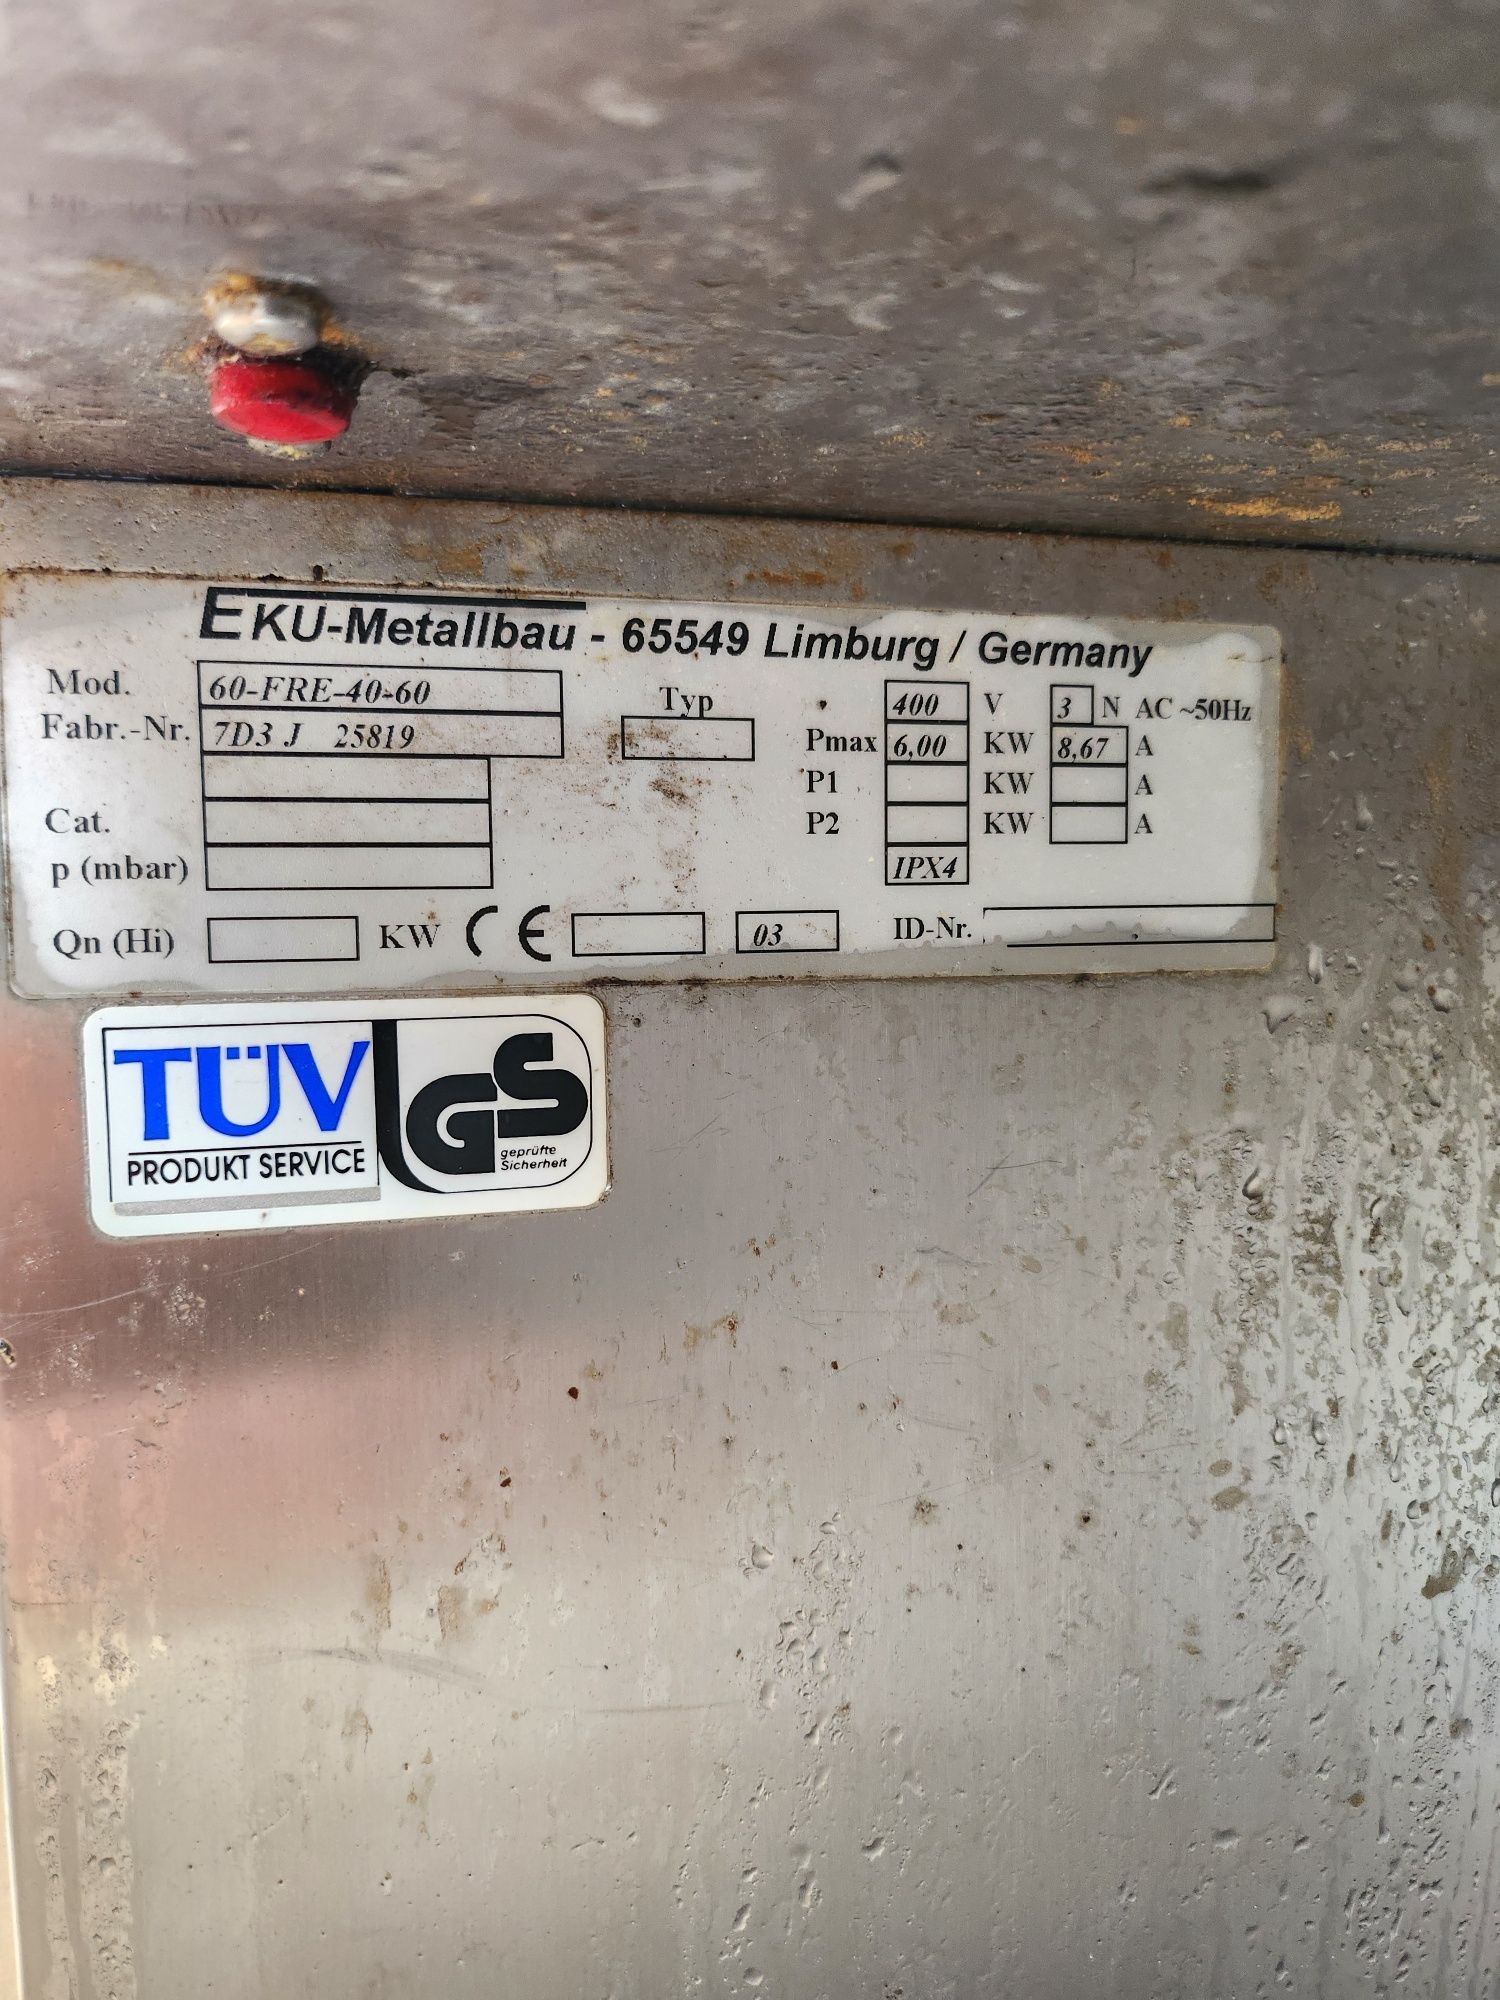 EKU-Metallbau - 65549 Limburg / Germany
Mod. 60-FRE-40-60 Typ 400 V 3 N AC ~50Hz
Fabr.-Nr. 7D3 J 25819 Pmax 6,00 KW 8,67 A
P1 KW A
Cat. P2 KW A
p (mbar) IPX4
Qn (Hi) KW CE 03 ID-Nr.
TÜV
PRODUKT SERVICE
GS
geprüfte
Sicherheit